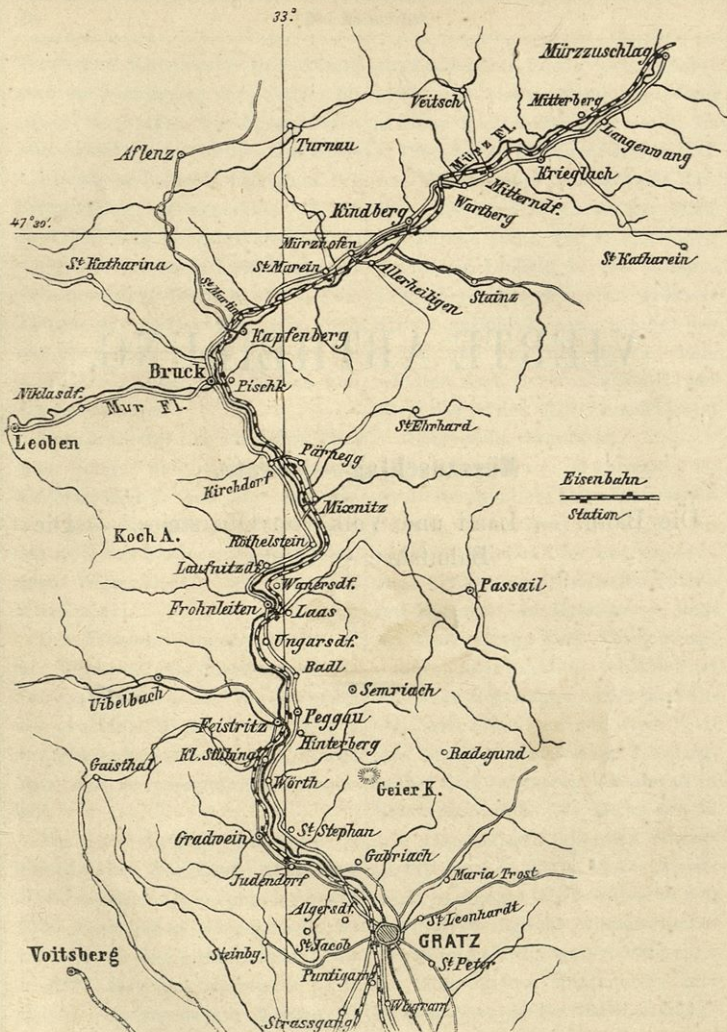 33°
Mürzzuschlag
Veitsch
Mitterberg
Turnau
Mürz Fl.
Langenwang
Aflenz
Krieglach
Mitterndf.
Wartberg
Kindberg
47°30'.
Mürzhofen
St Katharein
St Katharina
St Marein
Allerheiligen
Stainz
St Martin
Kapfenberg
Bruck
Pischk
Niklasdf.
Mur Fl.
Leoben
St Ehrhard
Pärnegg
Kirchdorf
Eisenbahn
Station
Mixnitz
Koch A.
Röthelstein
Laufnitzdf.
Wanersdf.
Passail
Frohnleiten
Laas
Ungarsdf.
Badl
Semriach
Uibelbach
Peggau
Feistritz
Hinterberg
Kl. Stübing
Radegund
Gaisthal
Wörth
Geier K.
St Stephan
Gradwein
Gabriach
Judendorf
Maria Trost
Algersdf.
St Leonhardt
St Jacob
GRATZ
Steinbg.
Voitsberg
St Peter
Puntigam
Wagram
Strassgang